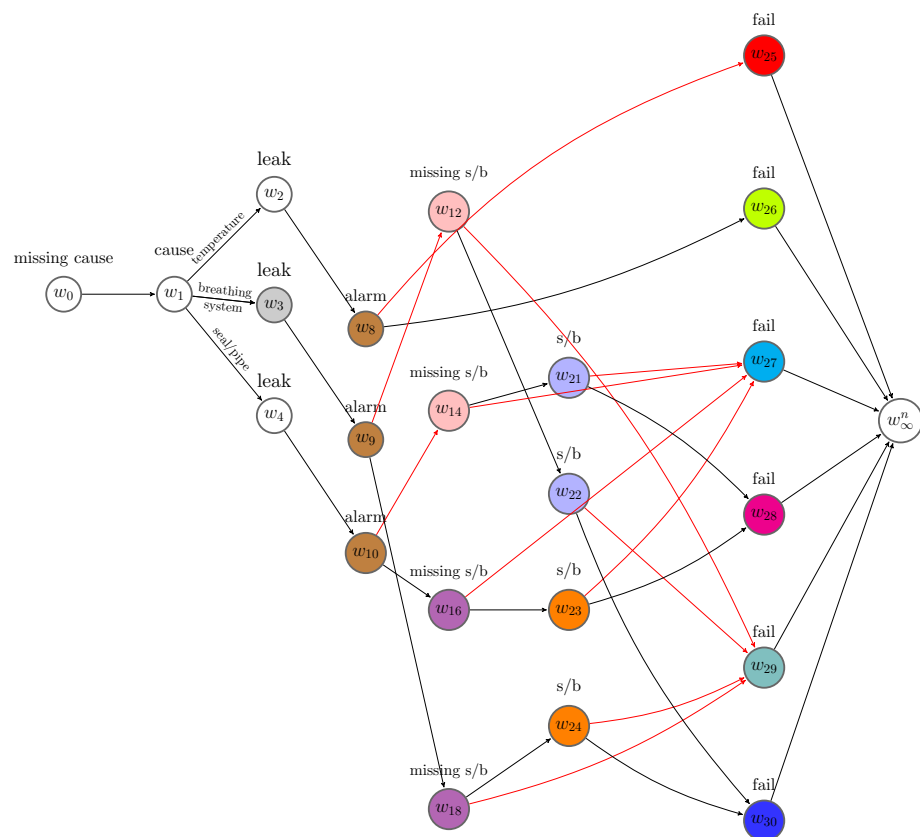 missing cause
w₀
cause
w₁
temperature
breathing
system
seal/pipe
leak
w₂
leak
w₃
leak
w₄
alarm
w₈
alarm
w₉
alarm
w₁₀
missing s/b
w₁₂
missing s/b
w₁₄
missing s/b
w₁₆
missing s/b
w₁₈
s/b
w₂₁
s/b
w₂₂
s/b
w₂₃
s/b
w₂₄
fail
w₂₅
fail
w₂₆
fail
w₂₇
fail
w₂₈
fail
w₂₉
fail
w₃₀
wⁿ∞